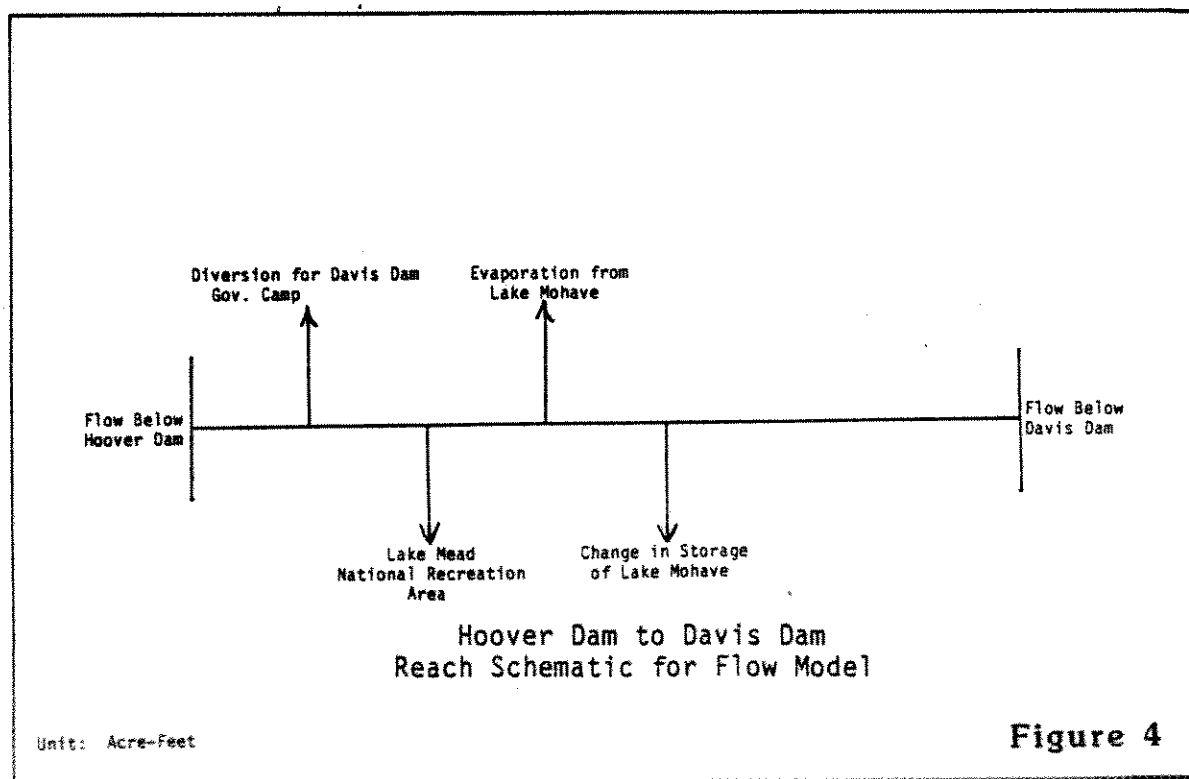 Diversion for Davis Dam
Gov. Camp
Evaporation from
Lake Mohave
Flow Below
Hoover Dam
Flow Below
Davis Dam
Lake Mead
National Recreation
Area
Change in Storage
of Lake Mohave
Hoover Dam to Davis Dam
Reach Schematic for Flow Model
Unit: Acre-Feet
Figure 4